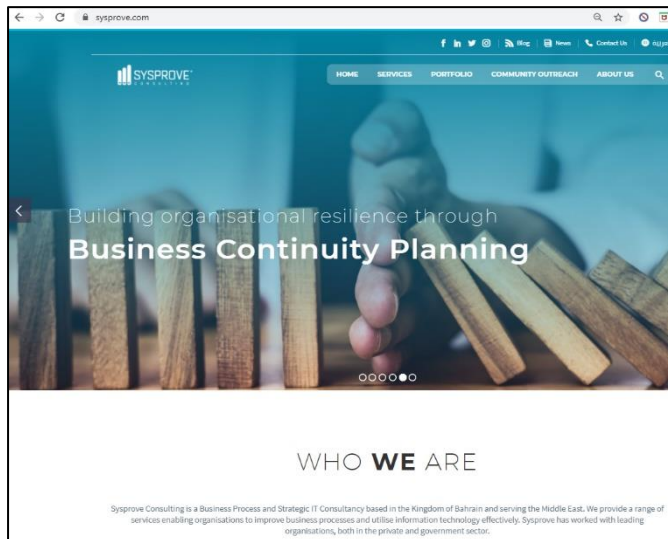 sysprove.com
Blog News Contact Us
SYSPROVE
CONSULTING
HOME SERVICES PORTFOLIO COMMUNITY OUTREACH ABOUT US
Building organisational resilience through
Business Continuity Planning
WHO WE ARE
Sysprove Consulting is a Business Process and Strategic IT Consultancy based in the Kingdom of Bahrain and serving the Middle East. We provide a range of
services enabling organisations to improve business processes and utilise information technology effectively. Sysprove has worked with leading
organisations, both in the private and government sector.